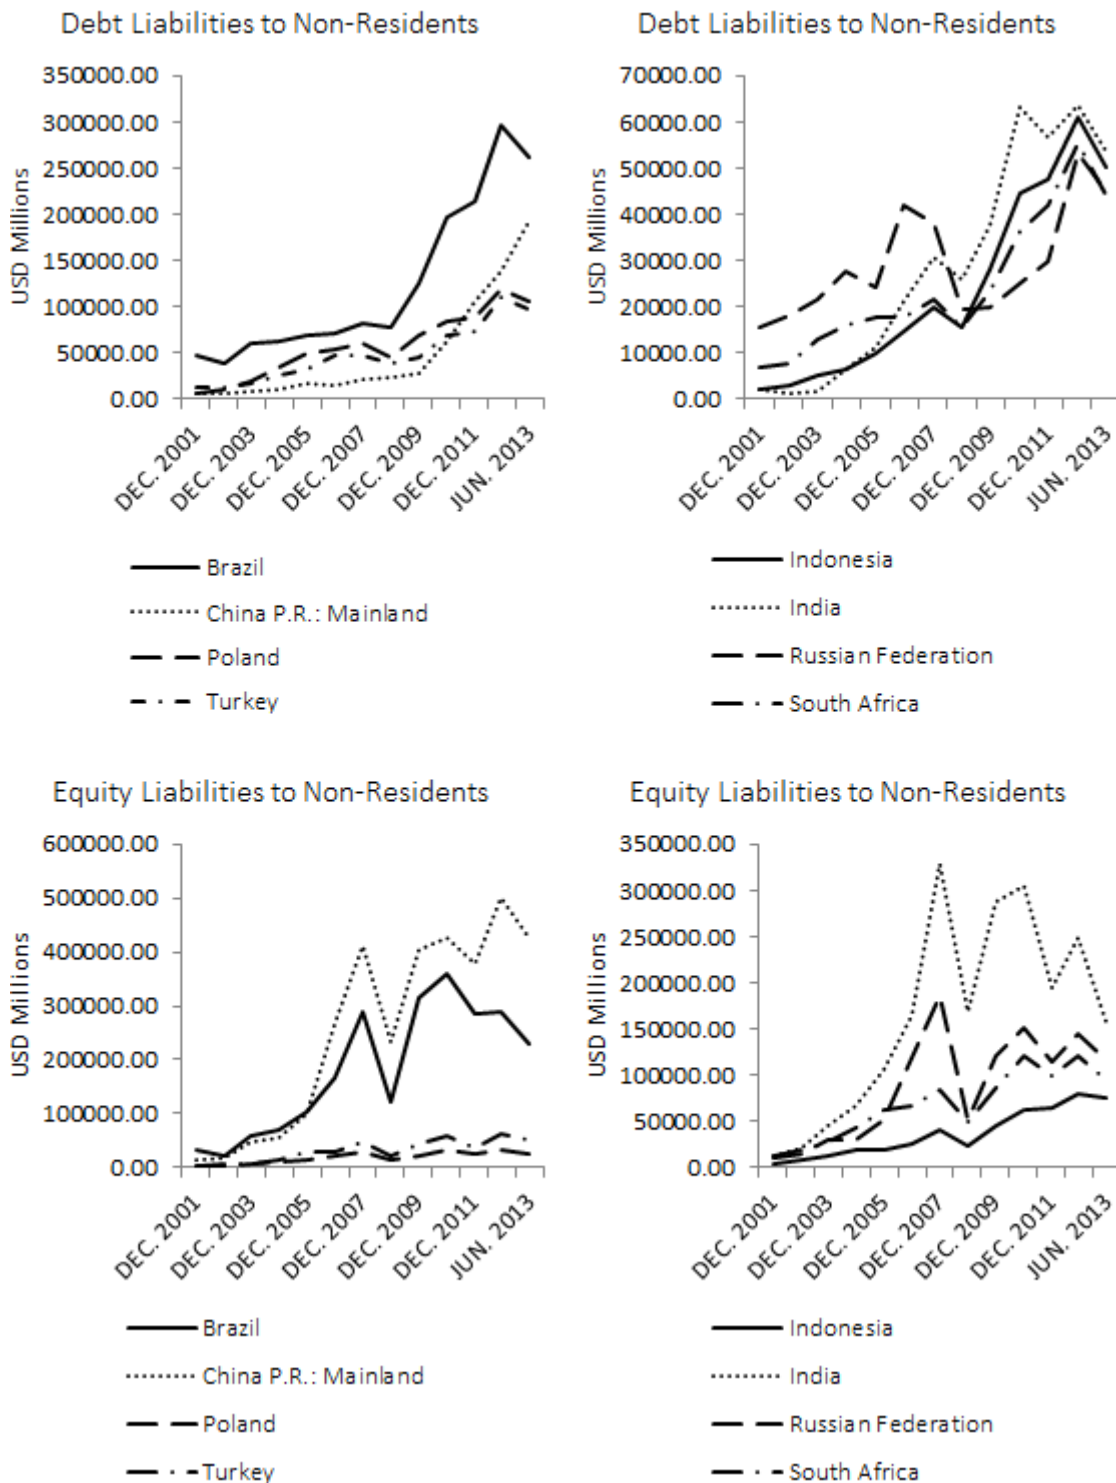 Debt Liabilities to Non-Residents
USD Millions
350000.00
300000.00
250000.00
200000.00
150000.00
100000.00
50000.00
0.00
DEC. 2001
DEC. 2003
DEC. 2005
DEC. 2007
DEC. 2009
DEC. 2011
JUN. 2013
Brazil
China P.R.: Mainland
Poland
Turkey
Debt Liabilities to Non-Residents
USD Millions
70000.00
60000.00
50000.00
40000.00
30000.00
20000.00
10000.00
0.00
DEC. 2001
DEC. 2003
DEC. 2005
DEC. 2007
DEC. 2009
DEC. 2011
JUN. 2013
Indonesia
India
Russian Federation
South Africa
Equity Liabilities to Non-Residents
USD Millions
600000.00
500000.00
400000.00
300000.00
200000.00
100000.00
0.00
DEC. 2001
DEC. 2003
DEC. 2005
DEC. 2007
DEC. 2009
DEC. 2011
JUN. 2013
Brazil
China P.R.: Mainland
Poland
Turkey
Equity Liabilities to Non-Residents
USD Millions
350000.00
300000.00
250000.00
200000.00
150000.00
100000.00
50000.00
0.00
DEC. 2001
DEC. 2003
DEC. 2005
DEC. 2007
DEC. 2009
DEC. 2011
JUN. 2013
Indonesia
India
Russian Federation
South Africa